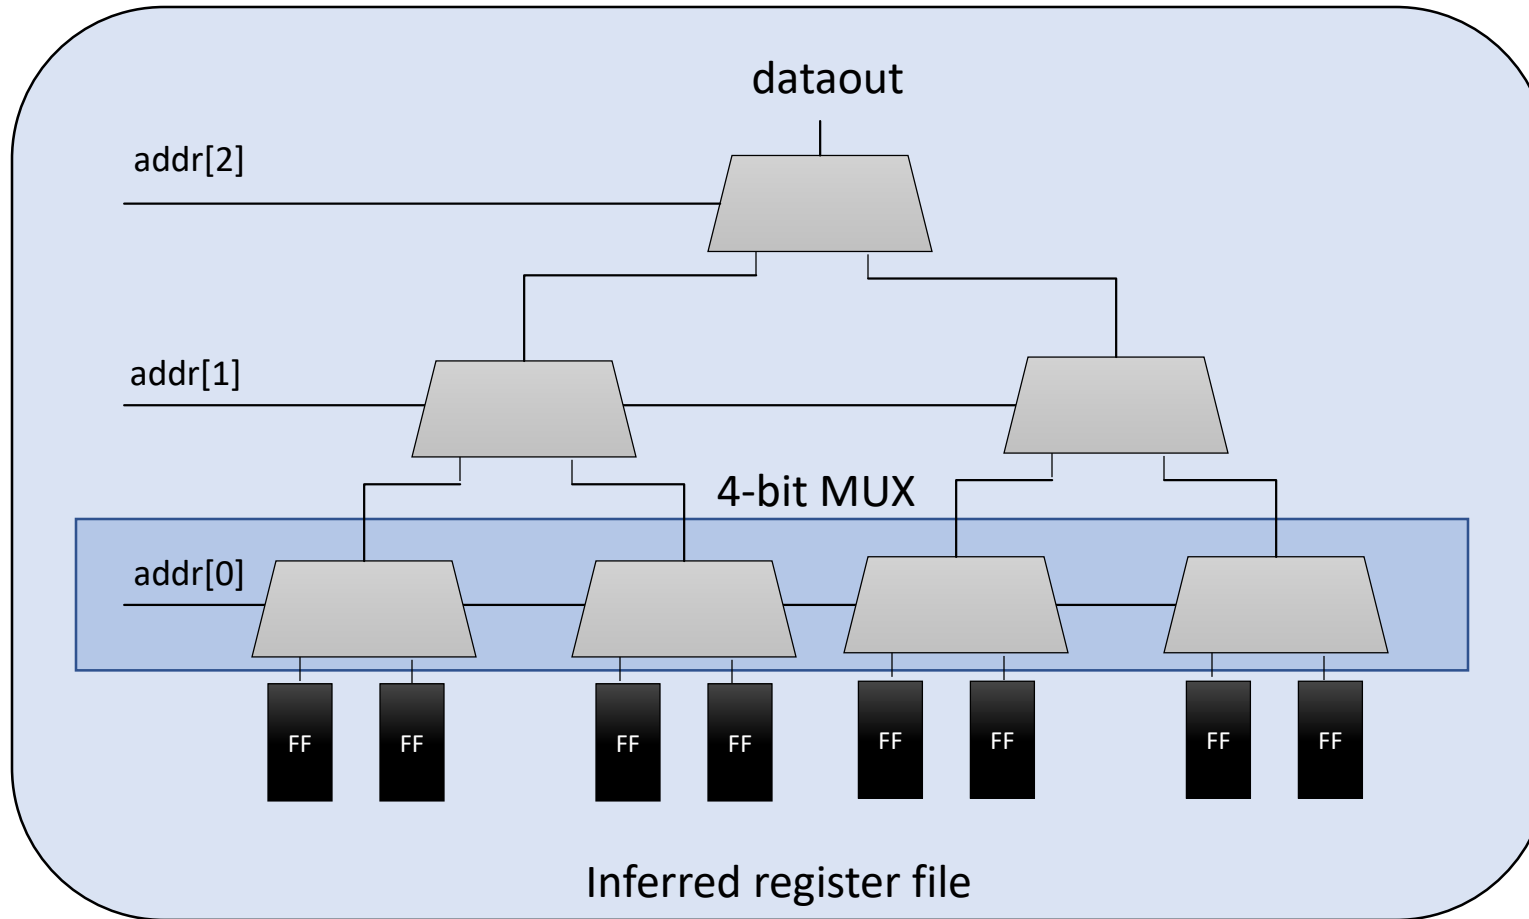 dataout
addr[2]
addr[1]
4-bit MUX
addr[0]
FF FF FF FF FF FF FF FF
Inferred register file